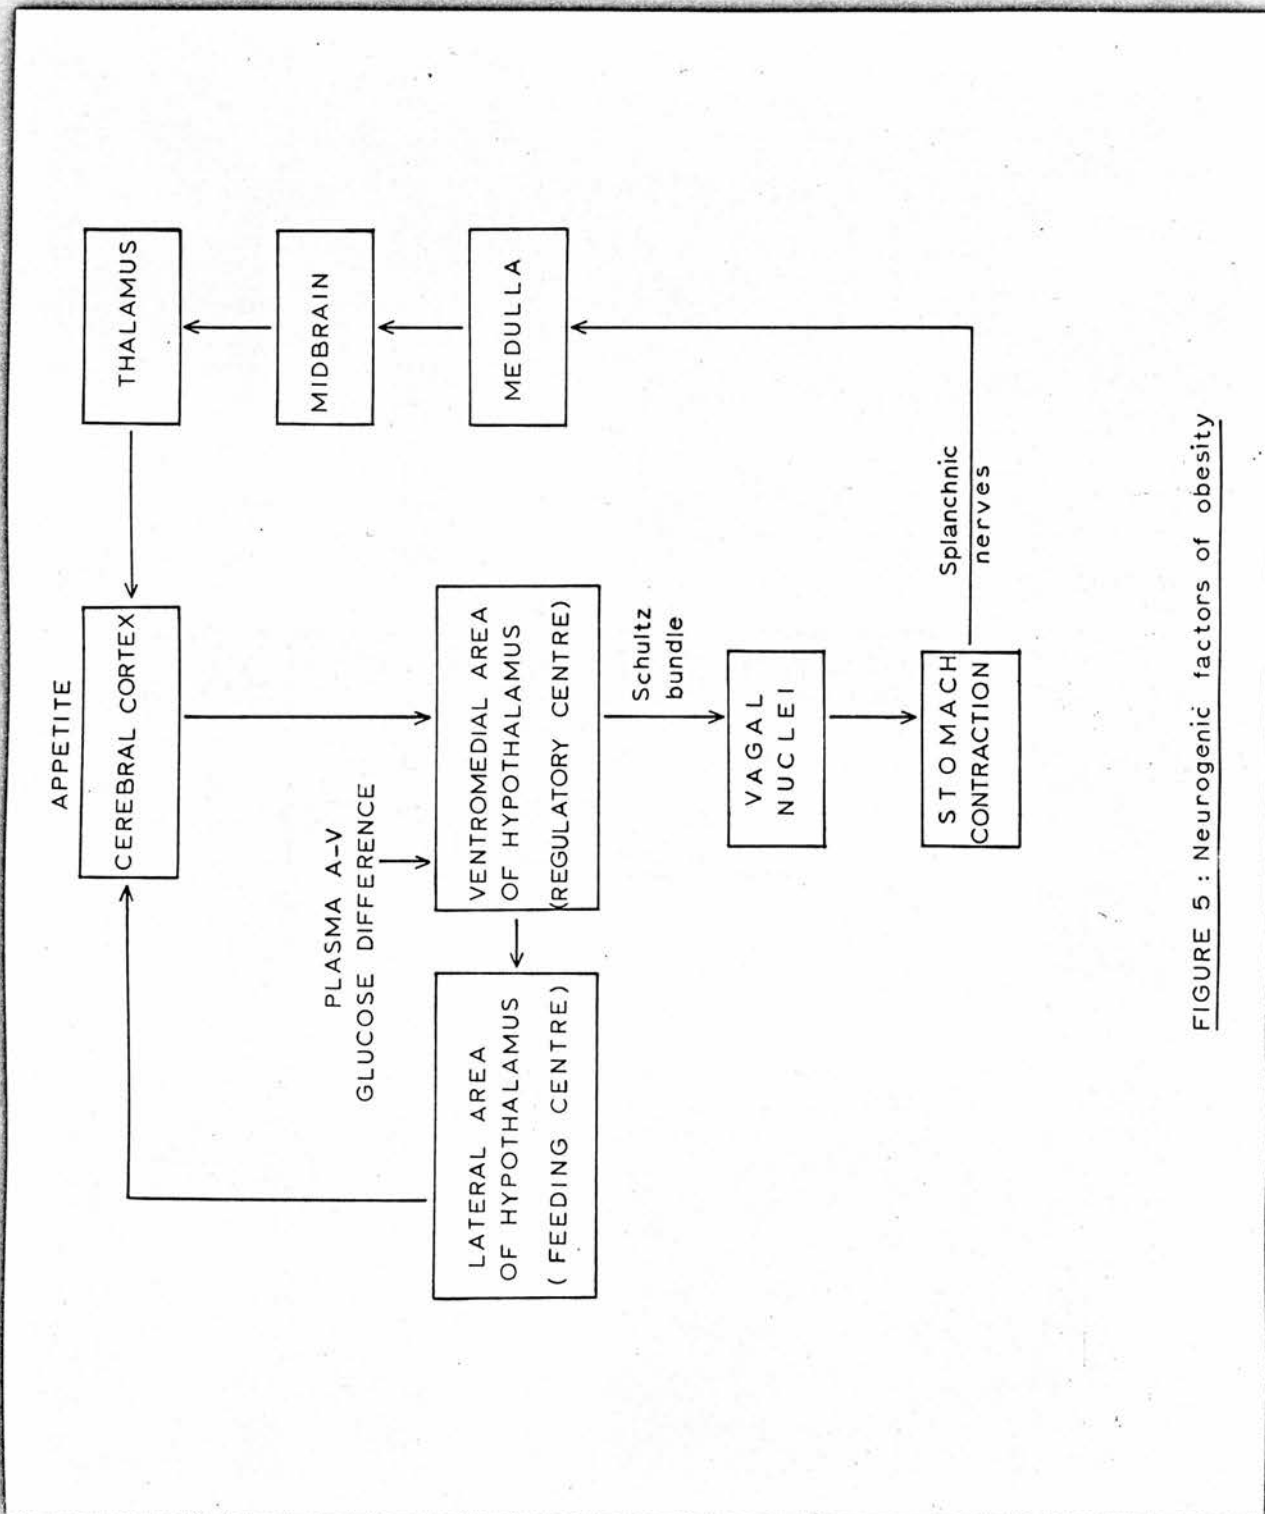 APPETITE
CEREBRAL CORTEX
THALAMUS
MIDBRAIN
MEDULLA
PLASMA A-V
GLUCOSE DIFFERENCE
LATERAL AREA
OF HYPOTHALAMUS
(FEEDING CENTRE)
VENTROMEDIAL AREA
OF HYPOTHALAMUS
(REGULATORY CENTRE)
Schultz
bundle
VAGAL
NUCLEI
STOMACH
CONTRACTION
Splanchnic
nerves
FIGURE 5 : Neurogenic factors of obesity